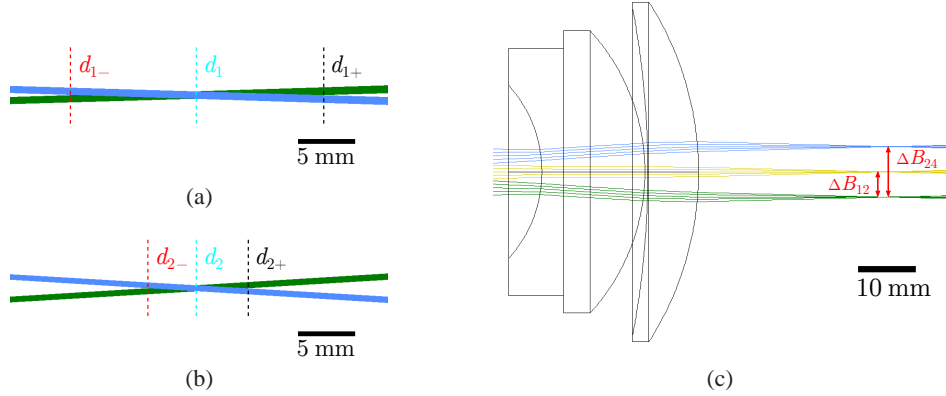 d₁₋ d₁ d₁₊
5 mm
(a)
d₂₋ d₂ d₂₊
5 mm
(b)
ΔB₂₄
ΔB₁₂
10 mm
(c)